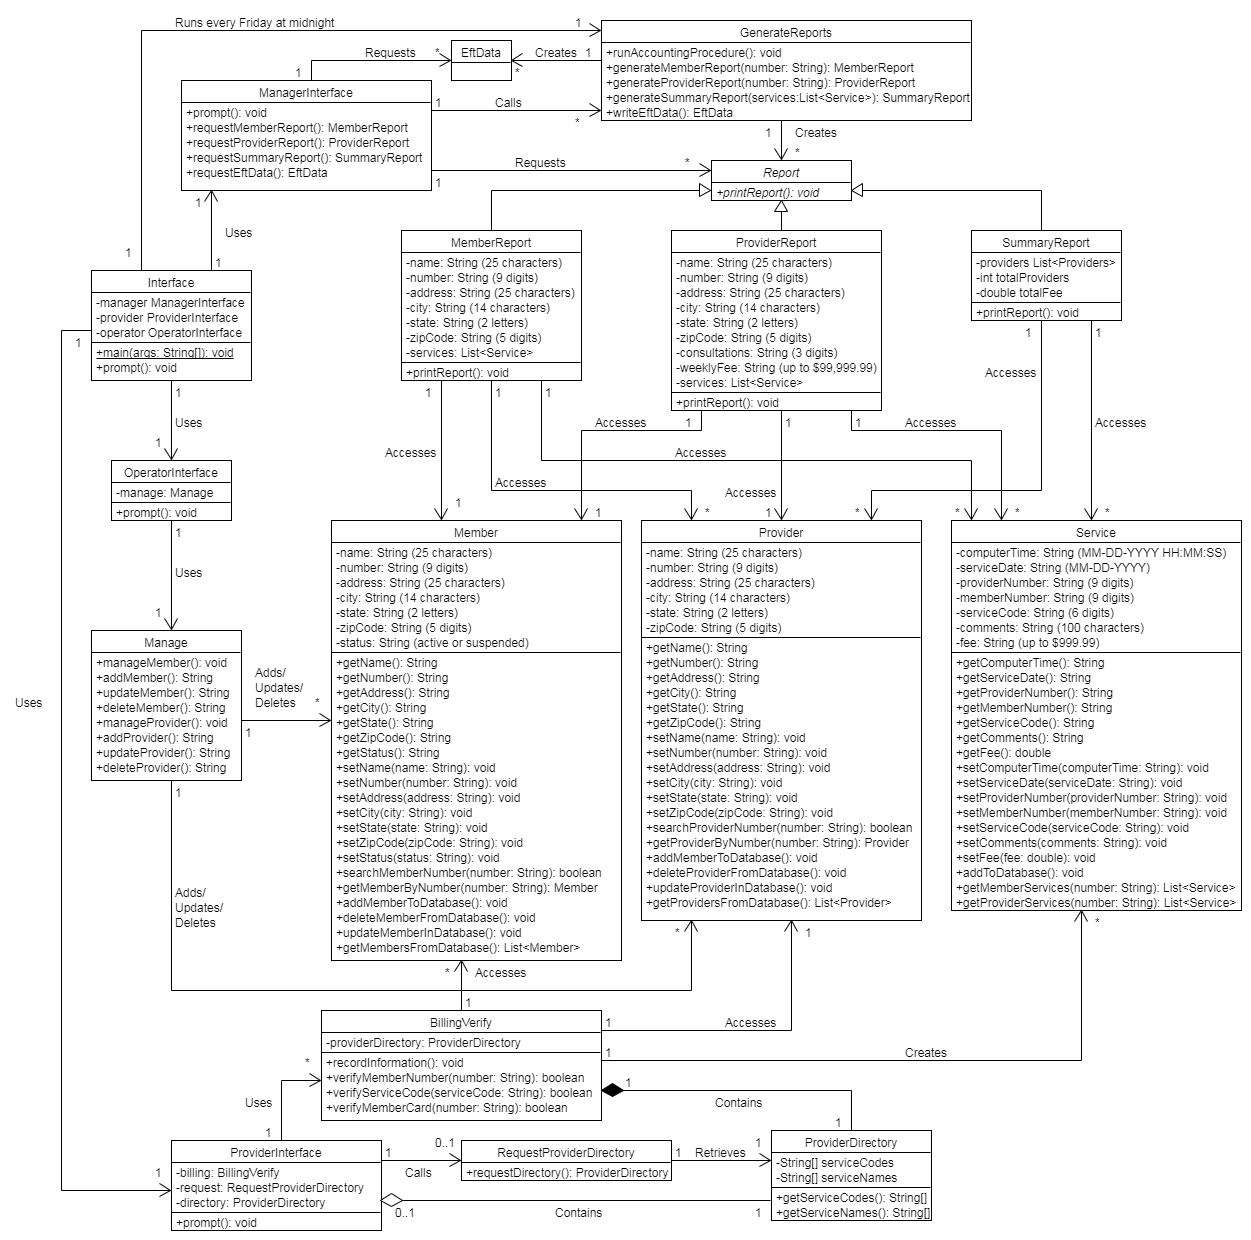 Runs every Friday at midnight
1
GenerateReports
+runAccountingProcedure(): void
+generateMemberReport(number: String): MemberReport
+generateProviderReport(number: String): ProviderReport
+generateSummaryReport(services:List<Service>): SummaryReport
+writeEftData(): EftData
Requests
*
EftData
Creates
1
*
1
ManagerInterface
+prompt(): void
+requestMemberReport(): MemberReport
+requestProviderReport(): ProviderReport
+requestSummaryReport(): SummaryReport
+requestEftData(): EftData
1
Calls
*
1
Creates
*
Requests
*
1
Report
+printReport(): void
1
Uses
1
1
Interface
-manager ManagerInterface
-provider ProviderInterface
-operator OperatorInterface
+main(args: String[]): void
+prompt(): void
1
MemberReport
-name: String (25 characters)
-number: String (9 digits)
-address: String (25 characters)
-city: String (14 characters)
-state: String (2 letters)
-zipCode: String (5 digits)
-services: List<Service>
+printReport(): void
ProviderReport
-name: String (25 characters)
-number: String (9 digits)
-address: String (25 characters)
-city: String (14 characters)
-state: String (2 letters)
-zipCode: String (5 digits)
-consultations: String (3 digits)
-weeklyFee: String (up to $99,999.99)
-services: List<Service>
+printReport(): void
SummaryReport
-providers List<Providers>
-int totalProviders
-double totalFee
+printReport(): void
1
1
Accesses
Accesses
1
1
1
1
Accesses
1
1
Accesses
1
Uses
1
Accesses
Accesses
Accesses
Accesses
OperatorInterface
-manage: Manage
+prompt(): void
1
1
*
1
*
*
*
*
1
Uses
1
Member
-name: String (25 characters)
-number: String (9 digits)
-address: String (25 characters)
-city: String (14 characters)
-state: String (2 letters)
-zipCode: String (5 digits)
-status: String (active or suspended)
+getName(): String
+getNumber(): String
+getAddress(): String
+getCity(): String
+getState(): String
+getZipCode(): String
+getStatus(): String
+setName(name: String): void
+setNumber(number: String): void
+setAddress(address: String): void
+setCity(city: String): void
+setState(state: String): void
+setZipCode(zipCode: String): void
+setStatus(status: String): void
+searchMemberNumber(number: String): boolean
+getMemberByNumber(number: String): Member
+addMemberToDatabase(): void
+deleteMemberFromDatabase(): void
+updateMemberInDatabase(): void
+getMembersFromDatabase(): List<Member>
Provider
-name: String (25 characters)
-number: String (9 digits)
-address: String (25 characters)
-city: String (14 characters)
-state: String (2 letters)
-zipCode: String (5 digits)
+getName(): String
+getNumber(): String
+getAddress(): String
+getCity(): String
+getState(): String
+getZipCode(): String
+setName(name: String): void
+setNumber(number: String): void
+setAddress(address: String): void
+setCity(city: String): void
+setState(state: String): void
+setZipCode(zipCode: String): void
+searchProviderNumber(number: String): boolean
+getProviderByNumber(number: String): Provider
+addMemberToDatabase(): void
+deleteProviderFromDatabase(): void
+updateProviderInDatabase(): void
+getProvidersFromDatabase(): List<Provider>
Service
-computerTime: String (MM-DD-YYYY HH:MM:SS)
-serviceDate: String (MM-DD-YYYY)
-providerNumber: String (9 digits)
-memberNumber: String (9 digits)
-serviceCode: String (6 digits)
-comments: String (100 characters)
-fee: String (up to $999.99)
+getComputerTime(): String
+getServiceDate(): String
+getProviderNumber(): String
+getMemberNumber(): String
+getServiceCode(): String
+getComments(): String
+getFee(): double
+setComputerTime(computerTime: String): void
+setServiceDate(serviceDate: String): void
+setProviderNumber(providerNumber: String): void
+setMemberNumber(memberNumber: String): void
+setServiceCode(serviceCode: String): void
+setComments(comments: String): void
+setFee(fee: double): void
+addToDatabase(): void
+getMemberServices(number: String): List<Service>
+getProviderServices(number: String): List<Service>
Manage
+manageMember(): void
+addMember(): String
+updateMember(): String
+deleteMember(): String
+manageProvider(): void
+addProvider(): String
+updateProvider(): String
+deleteProvider(): String
Adds/
Updates/
Deletes
*
1
Uses
1
Adds/
Updates/
Deletes
*
1
*
*
Accesses
1
BillingVerify
-providerDirectory: ProviderDirectory
+recordInformation(): void
+verifyMemberNumber(number: String): boolean
+verifyServiceCode(serviceCode: String): boolean
+verifyMemberCard(number: String): boolean
1
Accesses
1
Creates
*
1
Contains
1
Uses
1
ProviderInterface
-billing: BillingVerify
-request: RequestProviderDirectory
-directory: ProviderDirectory
+prompt(): void
1
1
Calls
0..1
RequestProviderDirectory
+requestDirectory(): ProviderDirectory
1
Retrieves
1
ProviderDirectory
-String[] serviceCodes
-String[] serviceNames
+getServiceCodes(): String[]
+getServiceNames(): String[]
0..1
Contains
1